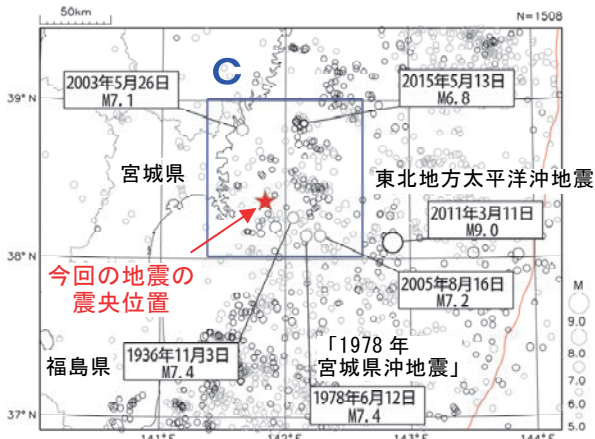 50km
N=1508
C
2003年5月26日
M7.1
2015年5月13日
M6.8
39°N
宮城県
東北地方太平洋沖地震
2011年3月11日
M9.0
38°N
今回の地震の
震央位置
2005年8月16日
M7.2
M
9.0
8.0
7.0
6.0
5.0
福島県
1936年11月3日
M7.4
「1978 年
宮城県沖地震」
1978年6月12日
M7.4
37°N
141°E
142°E
143°E
144°E